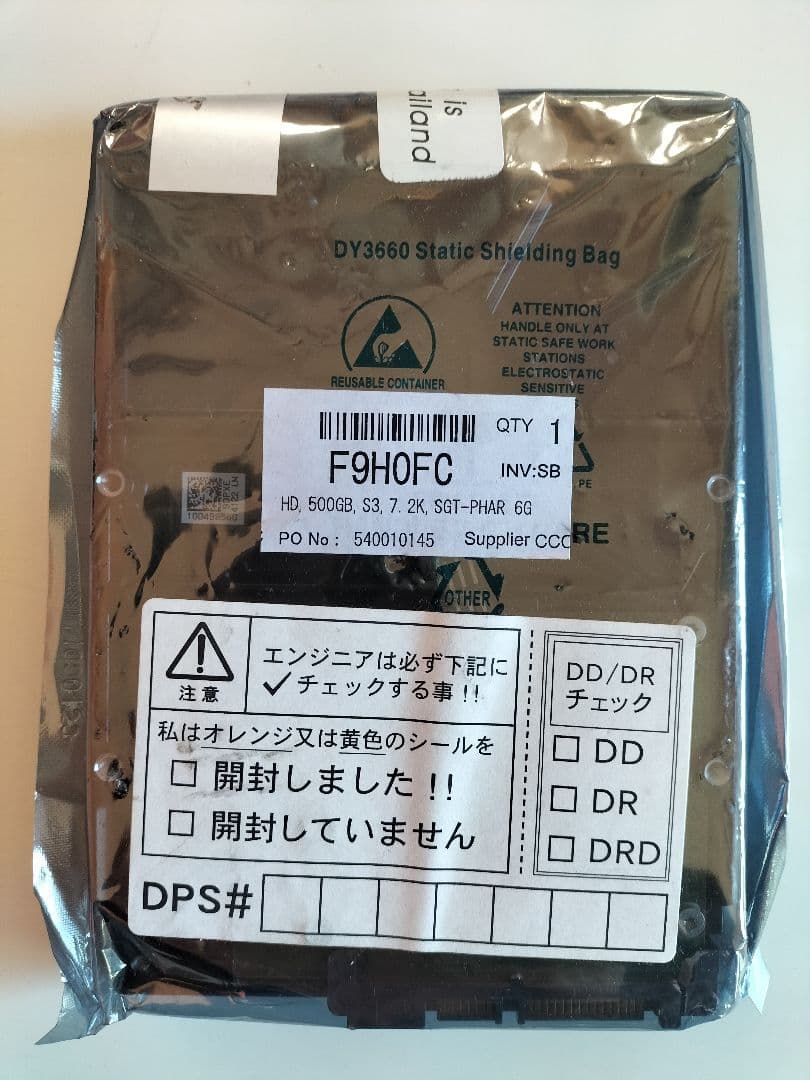 is
ailand
DY3660 Static Shielding Bag
ATTENTION
HANDLE ONLY AT
STATIC SAFE WORK
STATIONS
ELECTROSTATIC
SENSITIVE
REUSABLE CONTAINER
QTY 1
F9H0FC
INV:SB
HD, 500GB, S3, 7. 2K, SGT-PHAR 6G
PO No : 540010145 Supplier CCC
PE
RE
OTHER
注意
エンジニアは必ず下記に
✓チェックする事!!
私はオレンジ又は黄色のシールを
□ 開封しました!!
□ 開封していません
DD/DR
チェック
□ DD
□ DR
□ DRD
DPS#